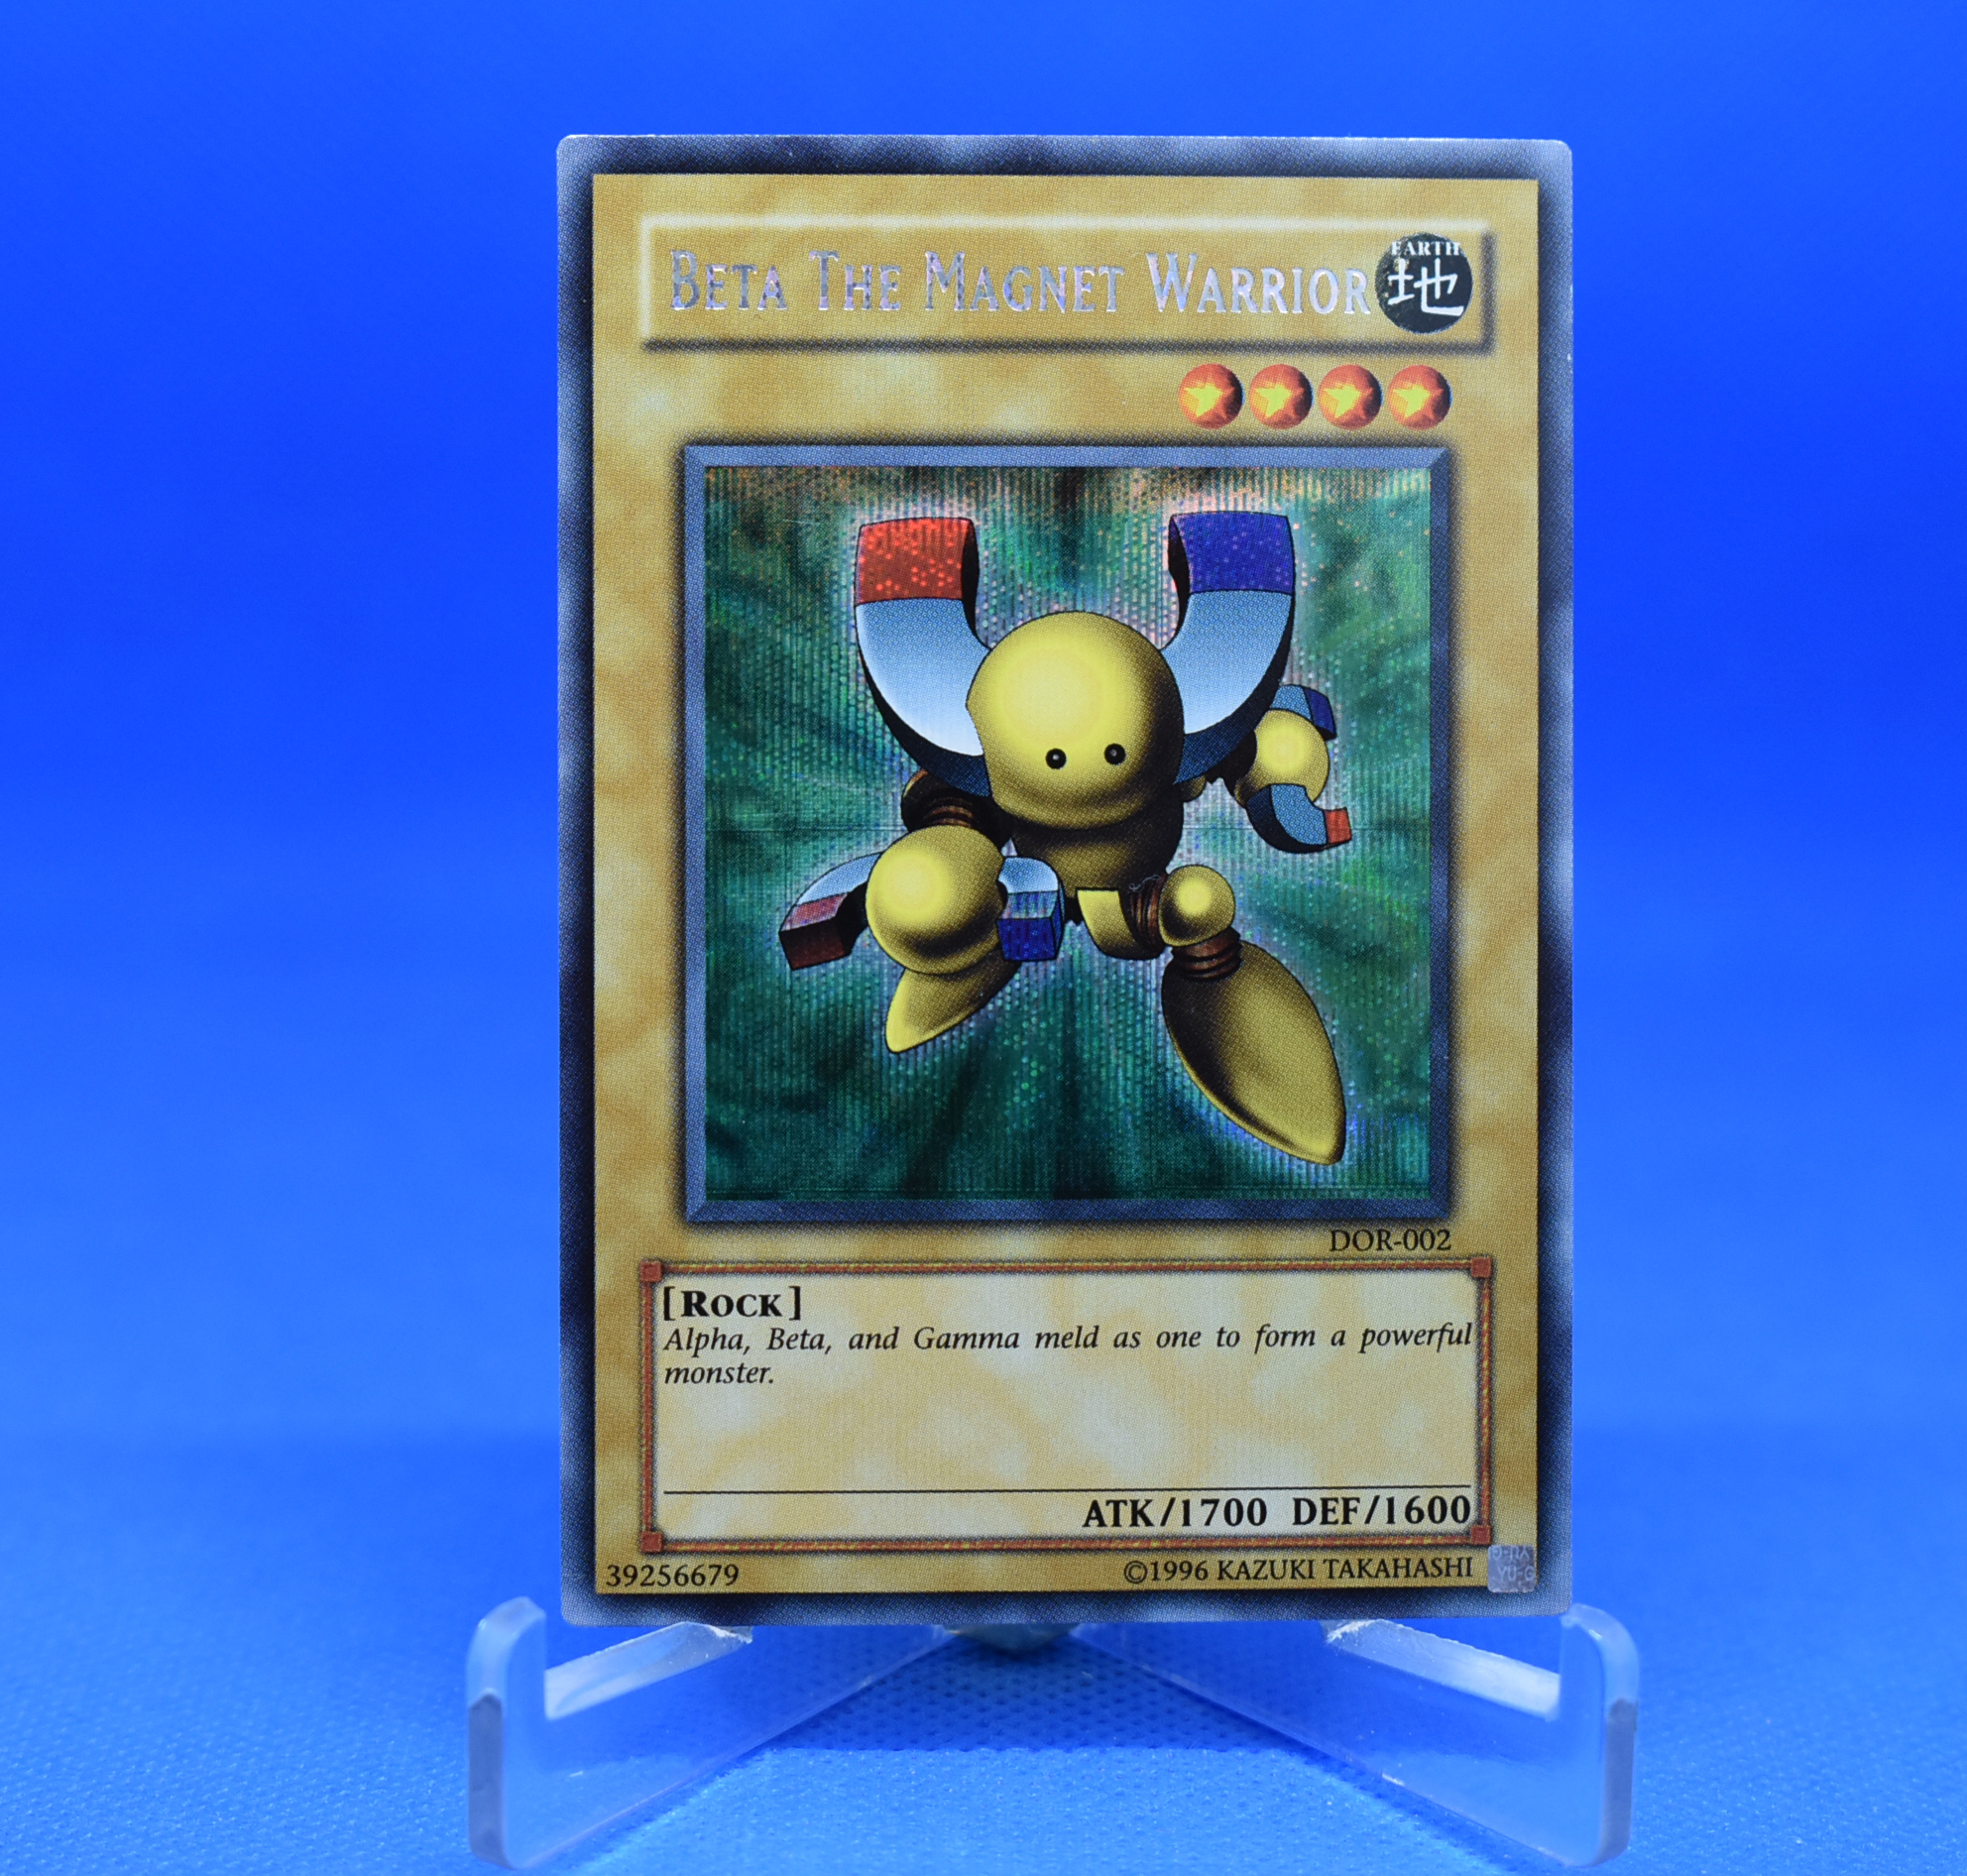 BETA THE MAGNET WARRIOR
EARTH
地
DOR-002
[ROCK]
Alpha, Beta, and Gamma meld as one to form a powerful
monster.
ATK/1700 DEF/1600
39256679
©1996 KAZUKI TAKAHASHI